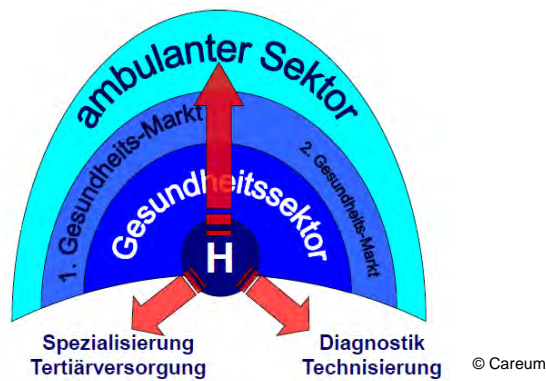 ambulanter Sektor
1. Gesundheits-Markt
2. Gesundheits-Markt
Gesundheitssektor
H
Spezialisierung
Tertiärversorgung
Diagnostik
Technisierung
© Careum